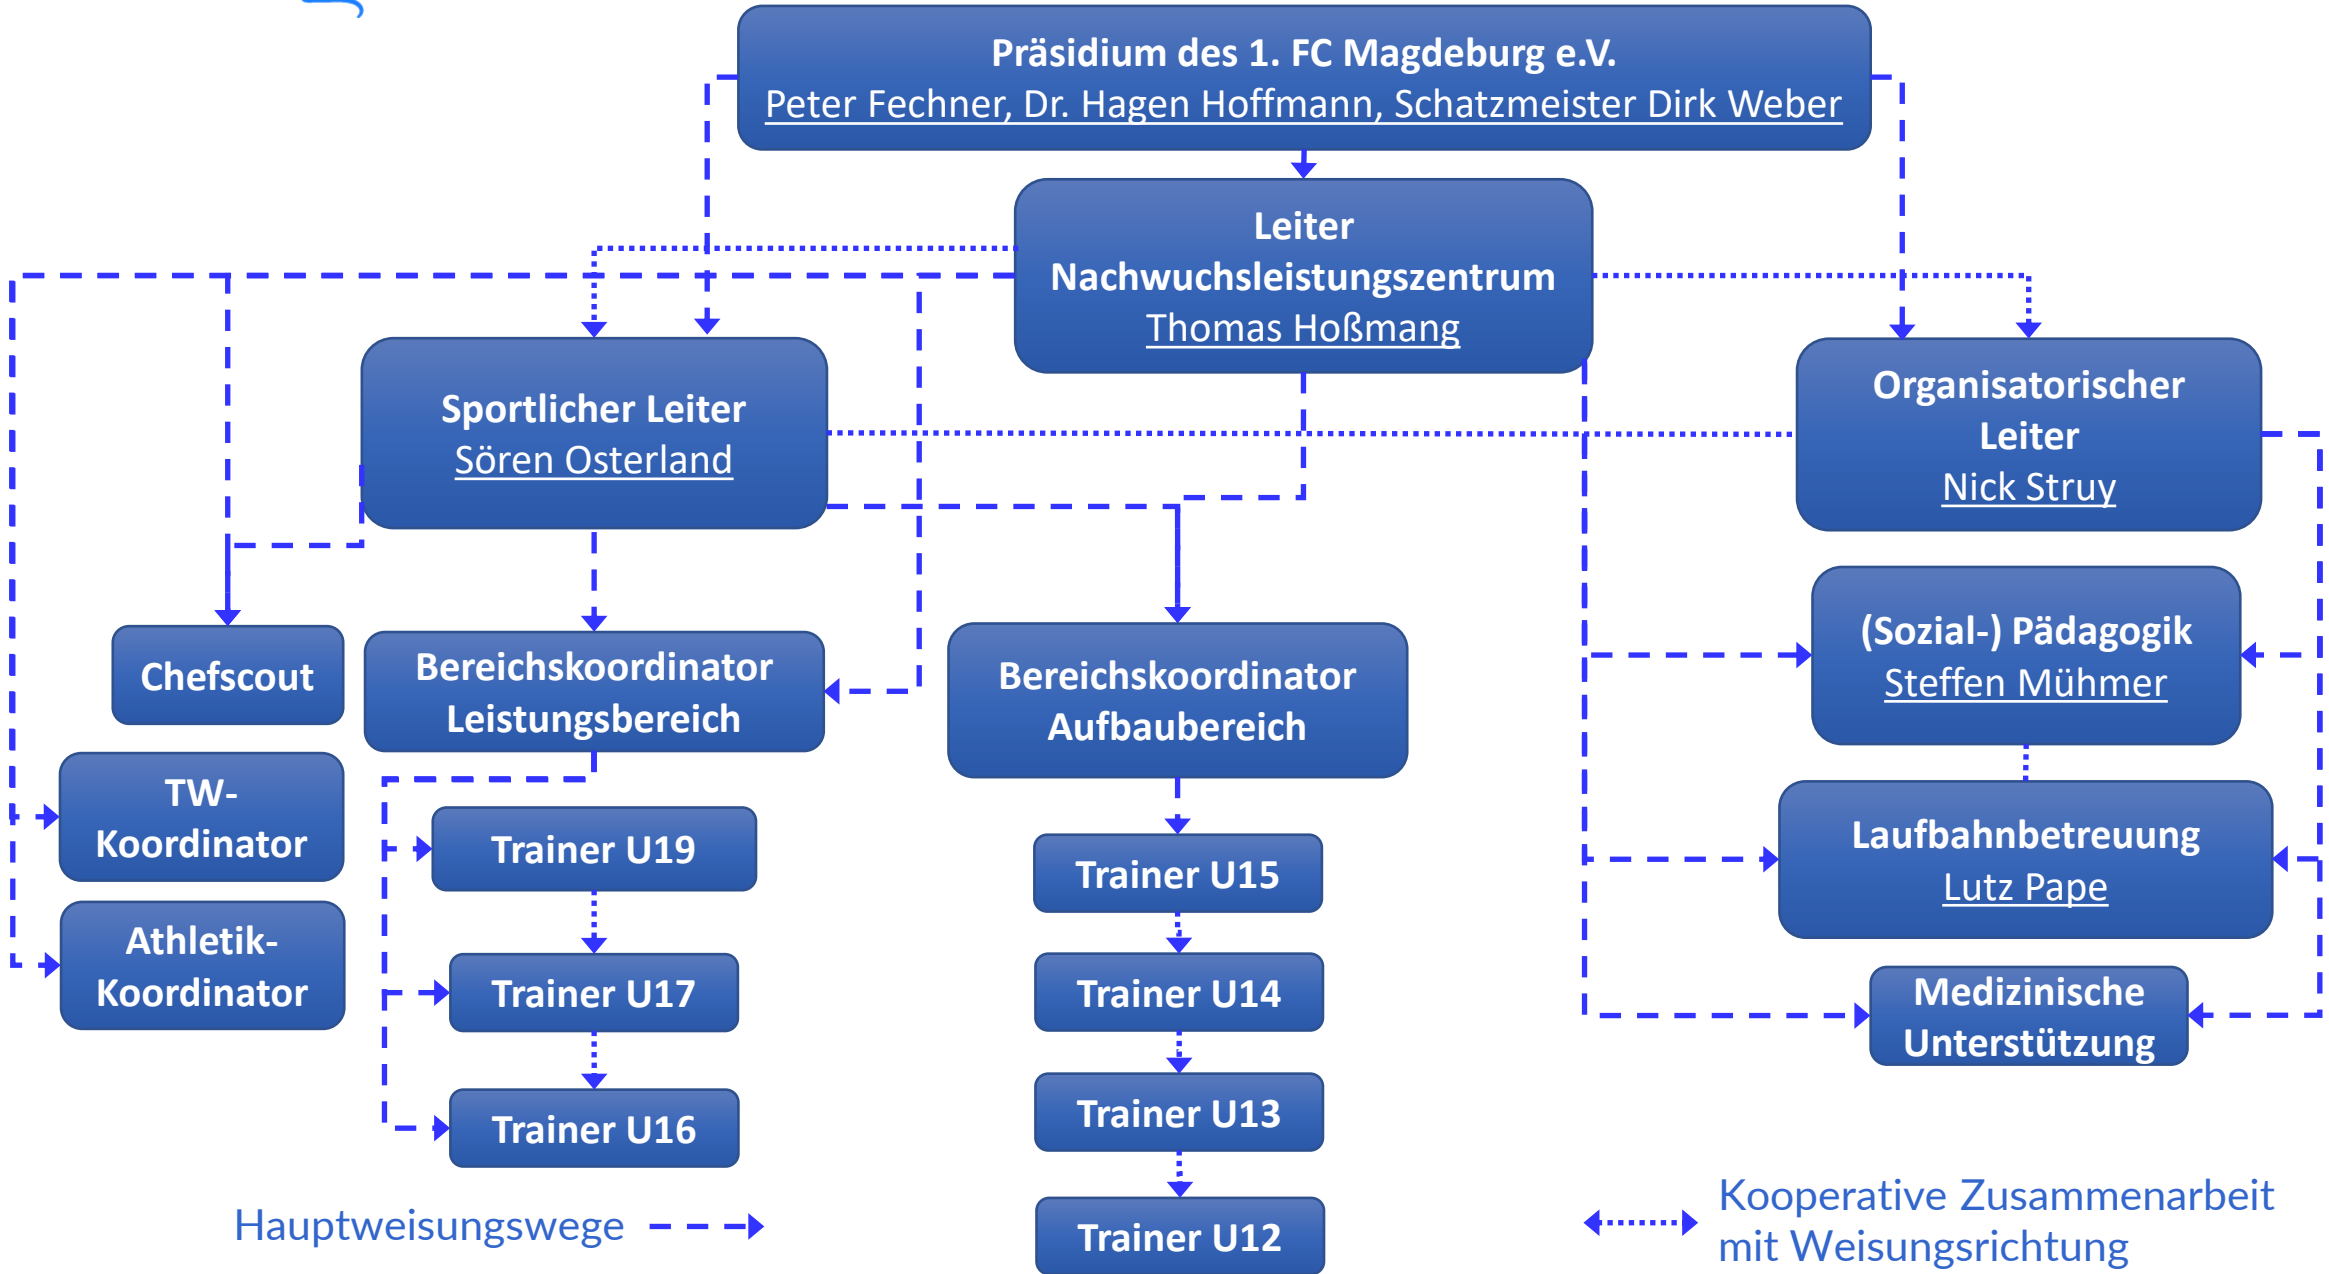 Präsidium des 1. FC Magdeburg e.V.
Peter Fechner, Dr. Hagen Hoffmann, Schatzmeister Dirk Weber
Leiter
Nachwuchsleistungszentrum
Thomas Hoßmang
Sportlicher Leiter
Sören Osterland
Organisatorischer
Leiter
Nick Struy
Chefscout
Bereichskoordinator
Leistungsbereich
Bereichskoordinator
Aufbaubereich
(Sozial-) Pädagogik
Steffen Mühmer
TW-
Koordinator
Athletik-
Koordinator
Trainer U19
Trainer U17
Trainer U16
Trainer U15
Trainer U14
Trainer U13
Trainer U12
Laufbahnbetreuung
Lutz Pape
Medizinische
Unterstützung
Hauptweisungswege
Kooperative Zusammenarbeit
mit Weisungsrichtung